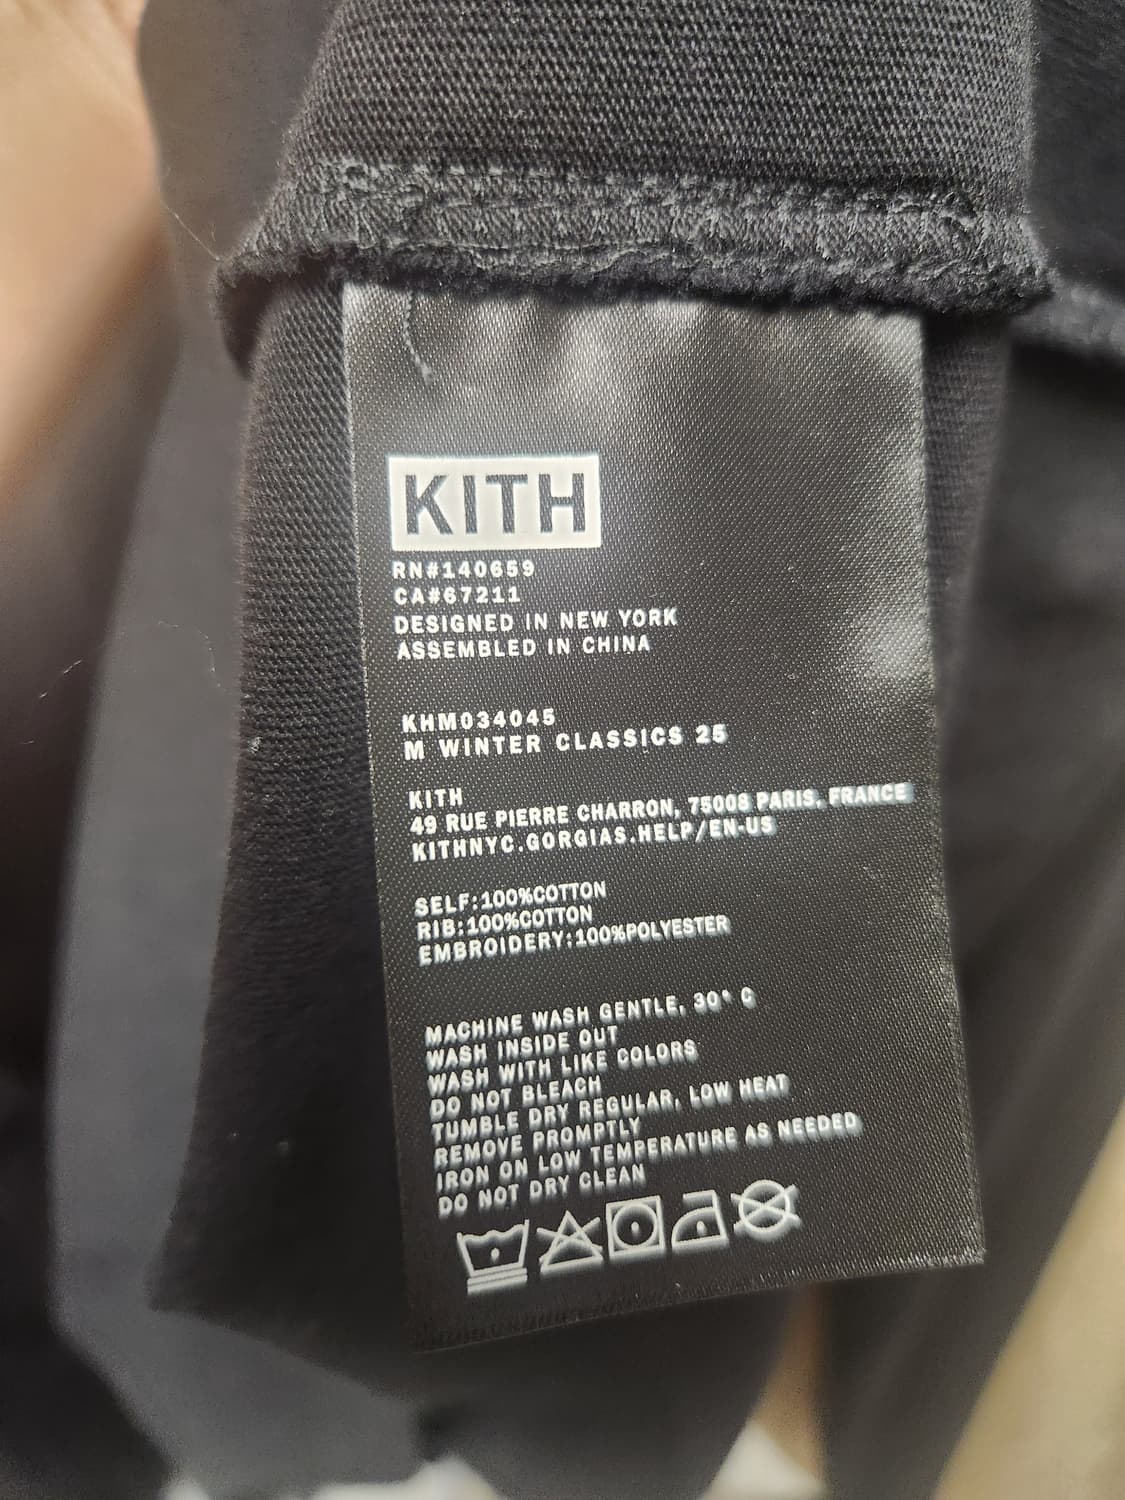 KITH
RN#140659
CA#67211
DESIGNED IN NEW YORK
ASSEMBLED IN CHINA
KHM034045
M WINTER CLASSICS 25
KITH
49 RUE PIERRE CHARRON, 75008 PARIS, FRANCE
KITHNYC.GORGIAS.HELP/EN-US
SELF:100%COTTON
RIB:100%COTTON
EMBROIDERY:100%POLYESTER
MACHINE WASH GENTLE, 30° C
WASH INSIDE OUT
WASH WITH LIKE COLORS
DO NOT BLEACH
TUMBLE DRY REGULAR, LOW HEAT
REMOVE PROMPTLY
IRON ON LOW TEMPERATURE AS NEEDED
DO NOT DRY CLEAN